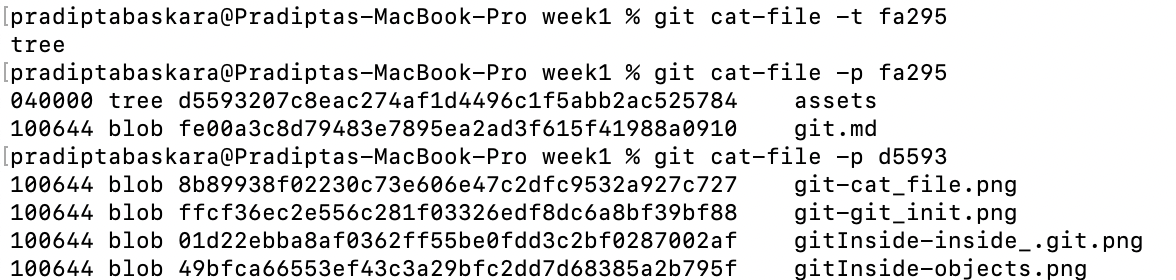 [pradiptabaskara@Pradiptas-MacBook-Pro week1 % git cat-file -t fa295
tree
[pradiptabaskara@Pradiptas-MacBook-Pro week1 % git cat-file -p fa295
040000 tree d5593207c8eac274af1d4496c1f5abb2ac525784    assets
100644 blob fe00a3c8d79483e7895ea2ad3f615f41988a0910    git.md
[pradiptabaskara@Pradiptas-MacBook-Pro week1 % git cat-file -p d5593
100644 blob 8b89938f02230c73e606e47c2dfc9532a927c727    git-cat_file.png
100644 blob ffcf36ec2e556c281f03326edf8dc6a8bf39bf88    git-git_init.png
100644 blob 01d22ebba8af0362ff55be0fdd3c2bf0287002af    gitInside-inside_.git.png
100644 blob 49bfca66553ef43c3a29bfc2dd7d68385a2b795f    gitInside-objects.png